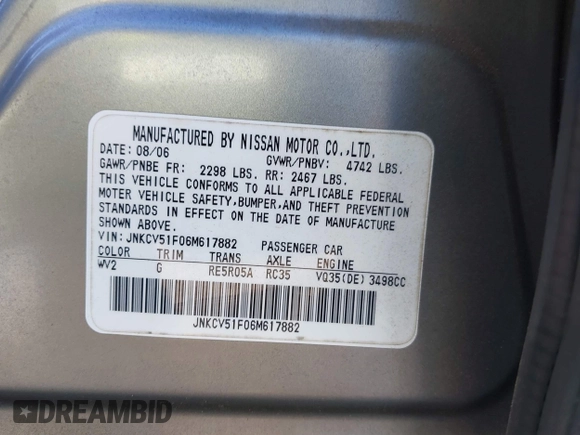 MANUFACTURED BY NISSAN MOTOR CO.,LTD.
DATE: 08/06 GVWR/PNBV: 4742 LBS.
GAWR/PNBE FR: 2298 LBS. RR: 2467 LBS.
THIS VEHICLE CONFORMS TO ALL APPLICABLE FEDERAL
MOTER VEHICLE SAFETY,BUMPER,AND THEFT PREVENTION
STANDARDS IN EFFECT ON THE DATE OF MANUFACTURE
SHOWN ABOVE.
VIN: JNKCV51F06M617882 PASSENGER CAR
COLOR TRIM TRANS AXLE ENGINE
WV2 G RE5R05A RC35 VQ35(DE) 3498CC
JNKCV51F06M617882
DREAMBID